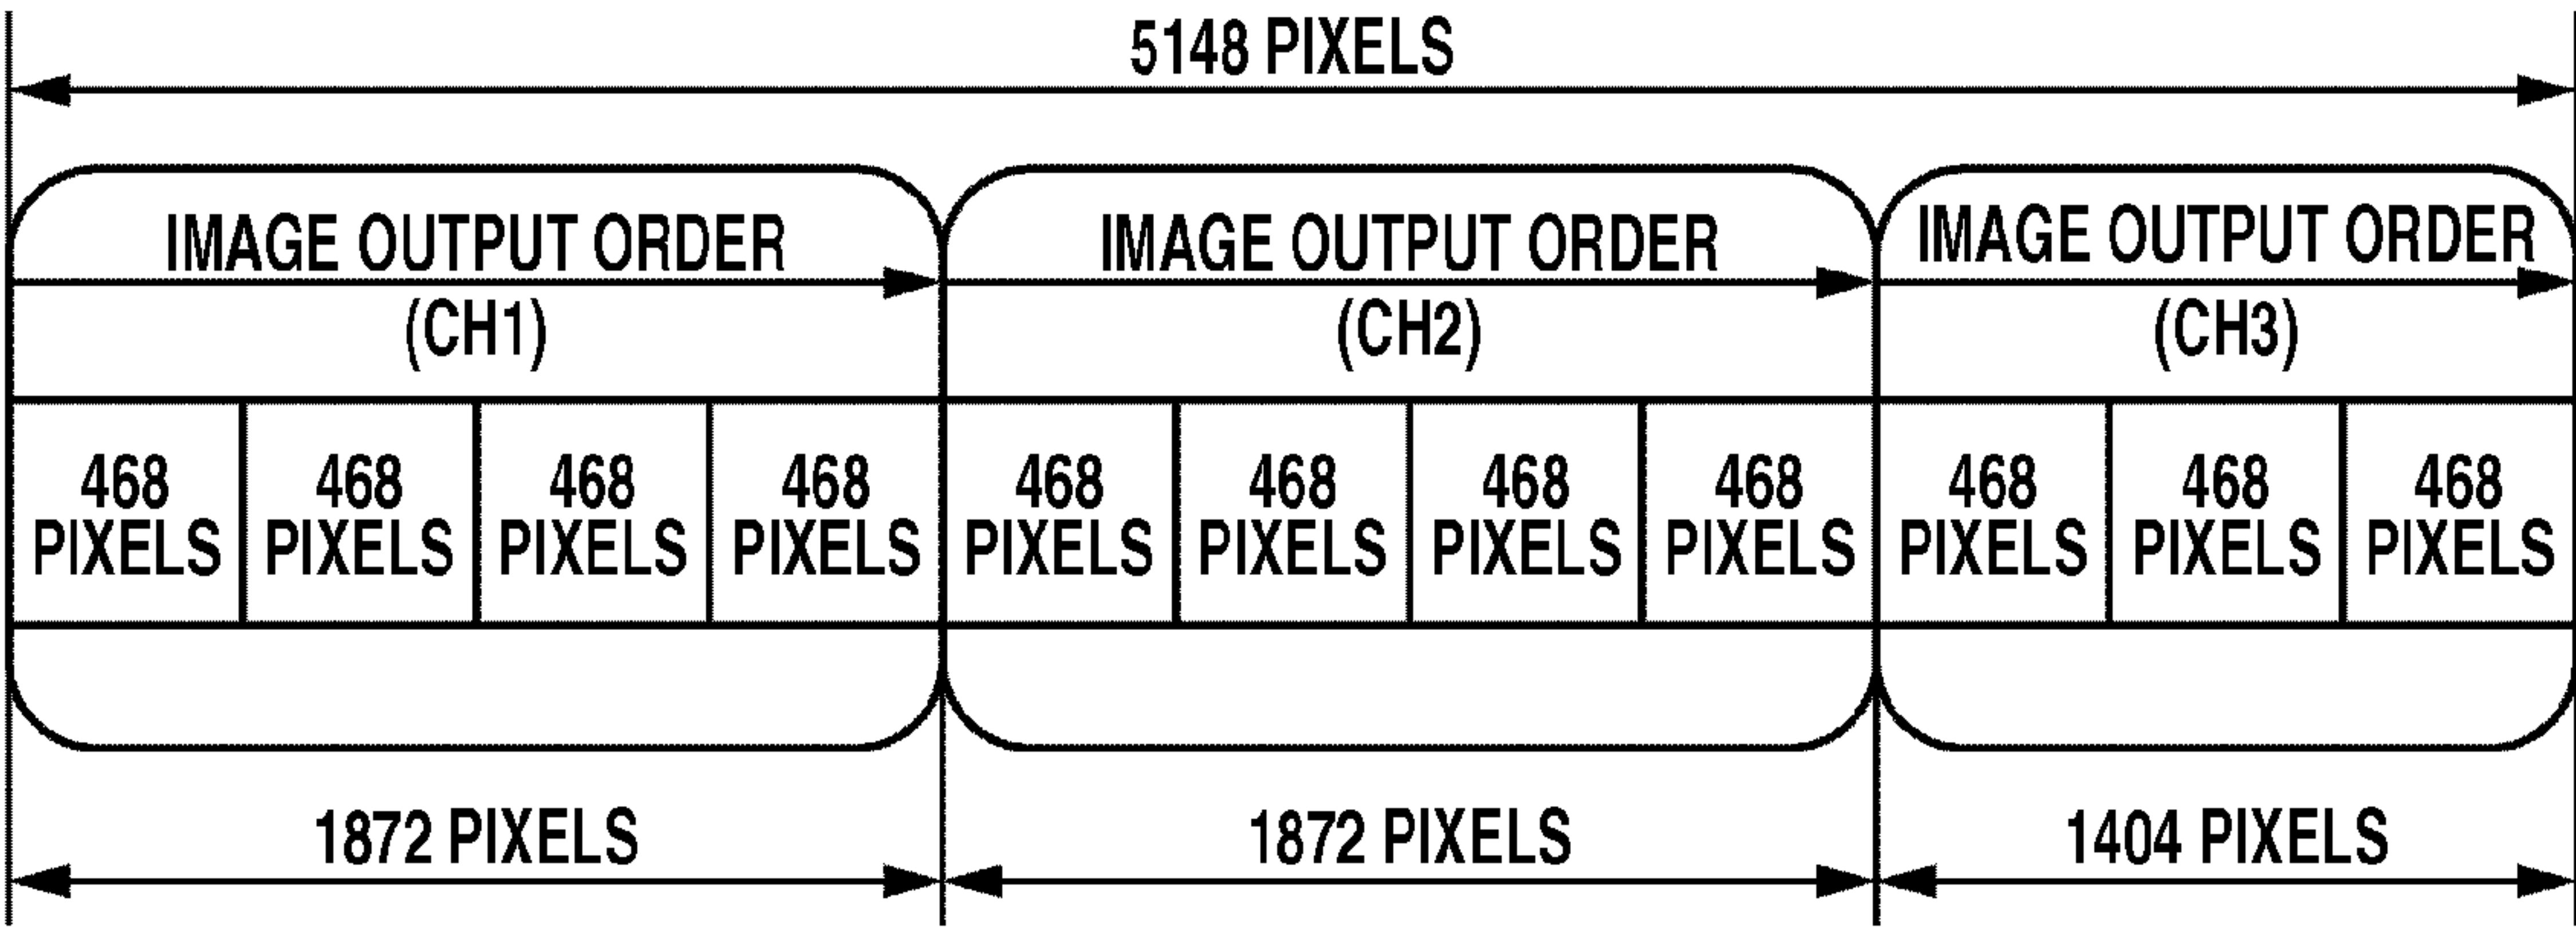 5148 PIXELS
IMAGE OUTPUT ORDER
(CH1)
IMAGE OUTPUT ORDER
(CH2)
IMAGE OUTPUT ORDER
(CH3)
468
PIXELS
468
PIXELS
468
PIXELS
468
PIXELS
468
PIXELS
468
PIXELS
468
PIXELS
468
PIXELS
468
PIXELS
468
PIXELS
468
PIXELS
1872 PIXELS
1872 PIXELS
1404 PIXELS